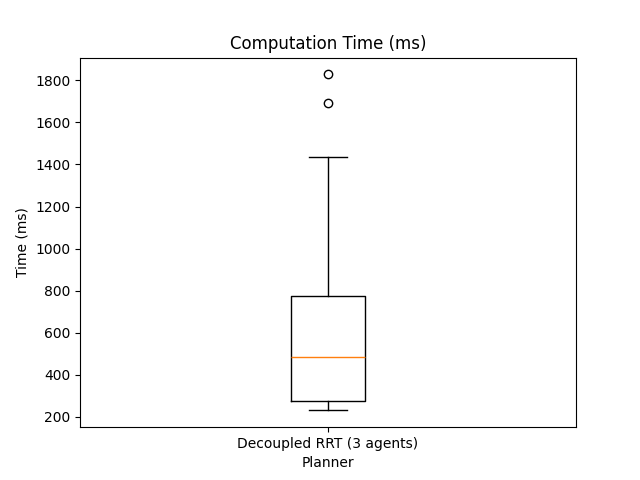 Computation Time (ms)
1800
1600
1400
1200
1000
800
600
400
200
Time (ms)
Decoupled RRT (3 agents)
Planner